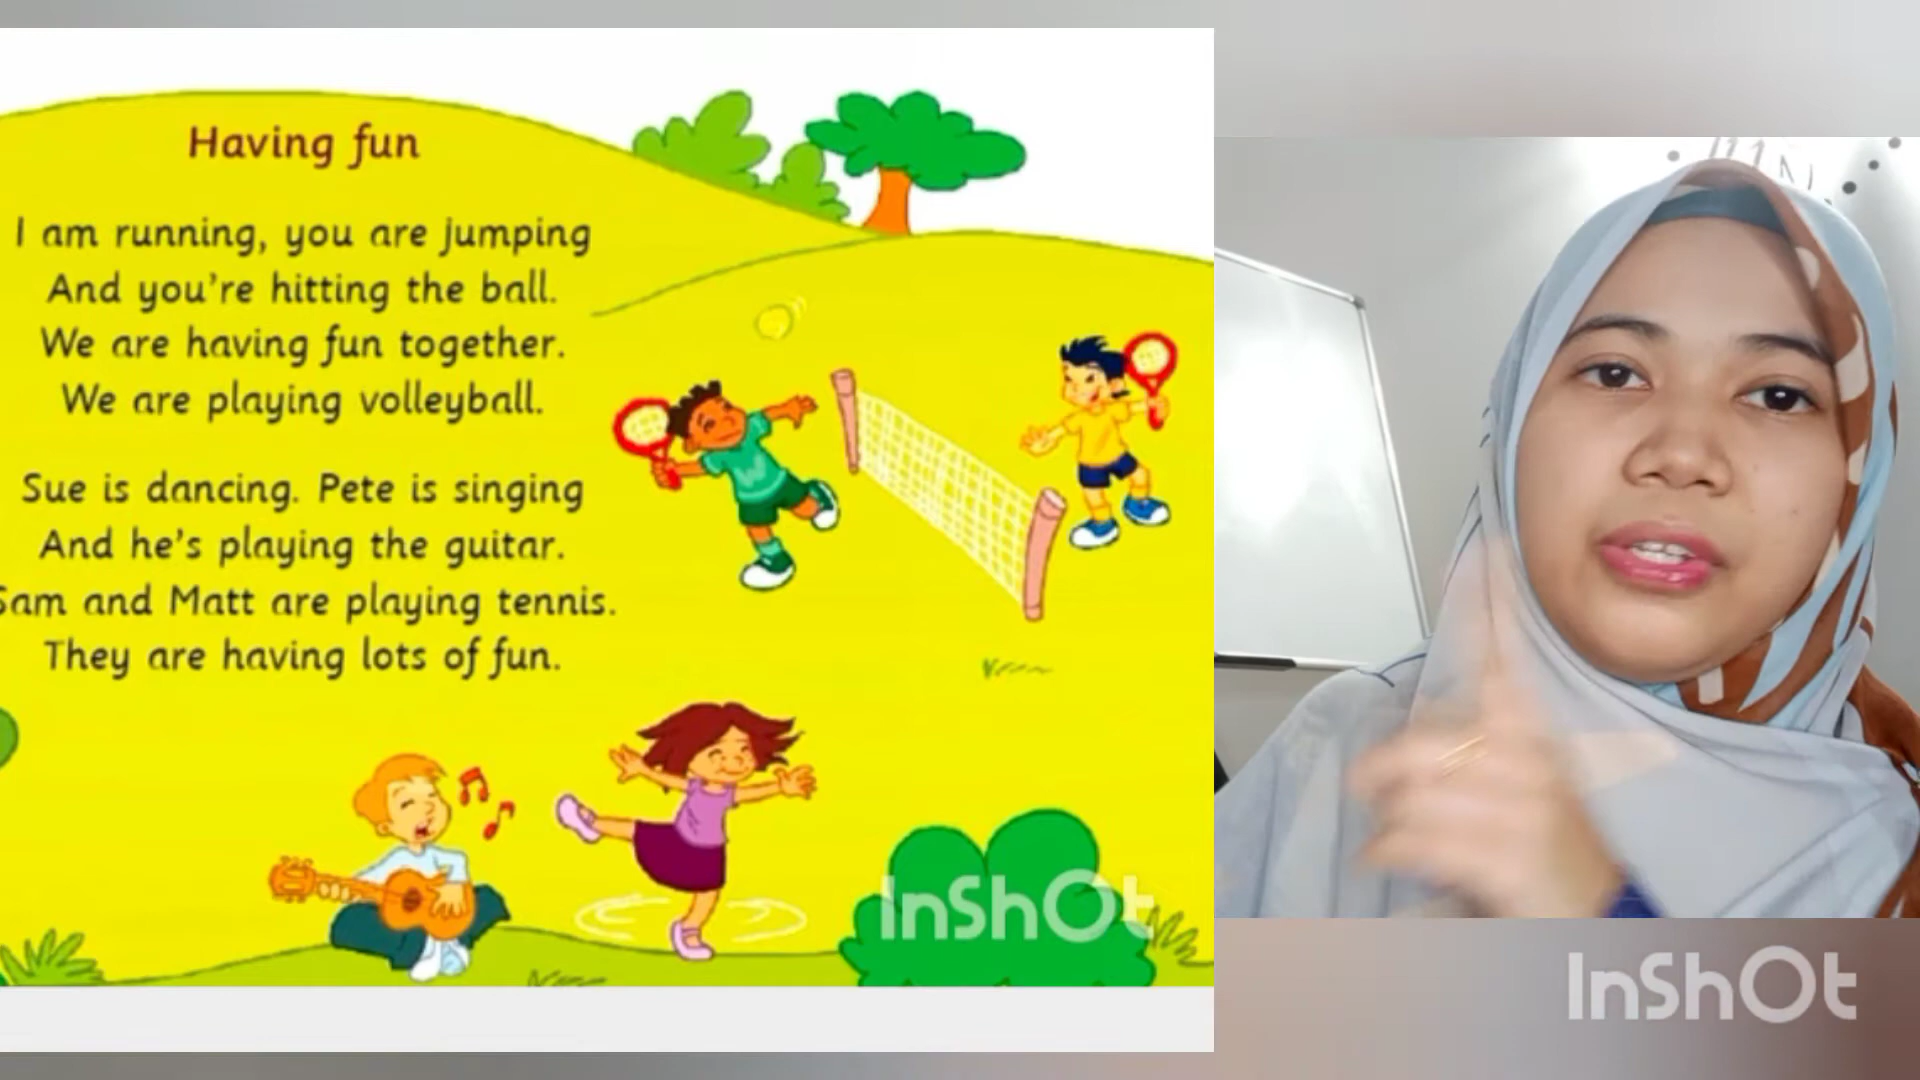 Having fun
I am running, you are jumping
And you're hitting the ball.
We are having fun together.
We are playing volleyball.
Sue is dancing. Pete is singing
And he's playing the guitar.
Sam and Matt are playing tennis.
They are having lots of fun.
InShOt
InShOt